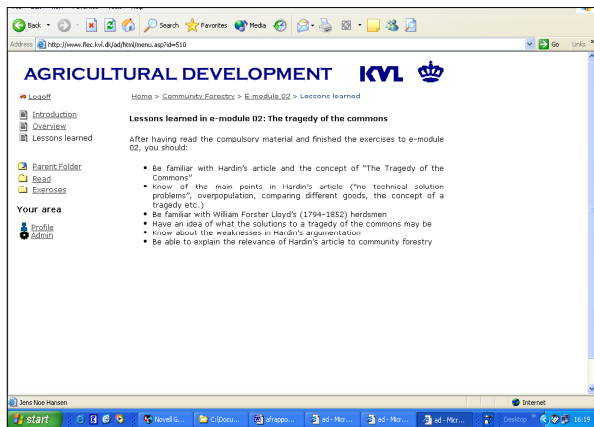 Back
Search
Favorites
Media
Address
http://www.flec.kvl.dk/ad/html/menu.asp?id=510
Go
Links
AGRICULTURAL DEVELOPMENT
KVL
Logoff
Home > Community Forestry > E-module 02 > Lessons learned
Introduction
Overview
Lessons learned
Parent Folder
Read
Exercises
Your area
Profile
Admin
Lessons learned in e-module 02: The tragedy of the commons
After having read the compulsory material and finished the exercises to e-module
02, you should:
• Be familiar with Hardin's article and the concept of "The Tragedy of the
Commons"
• Know of the main points in Hardin's article ("no technical solution
problems", overpopulation, comparing different goods, the concept of a
tragedy etc.)
• Be familiar with William Forster Lloyd's (1794-1852) herdsmen
• Have an idea of what the solutions to a tragedy of the commons may be
• Know about the weaknesses in Hardin's argumentation
• Be able to explain the relevance of Hardin's article to community forestry
Jens Noe Hansen
Internet
start
Novell G...
C:\Docu...
afrappo...
ad - Micr...
ad - Micr...
ad - Micr...
Desktop
16:19